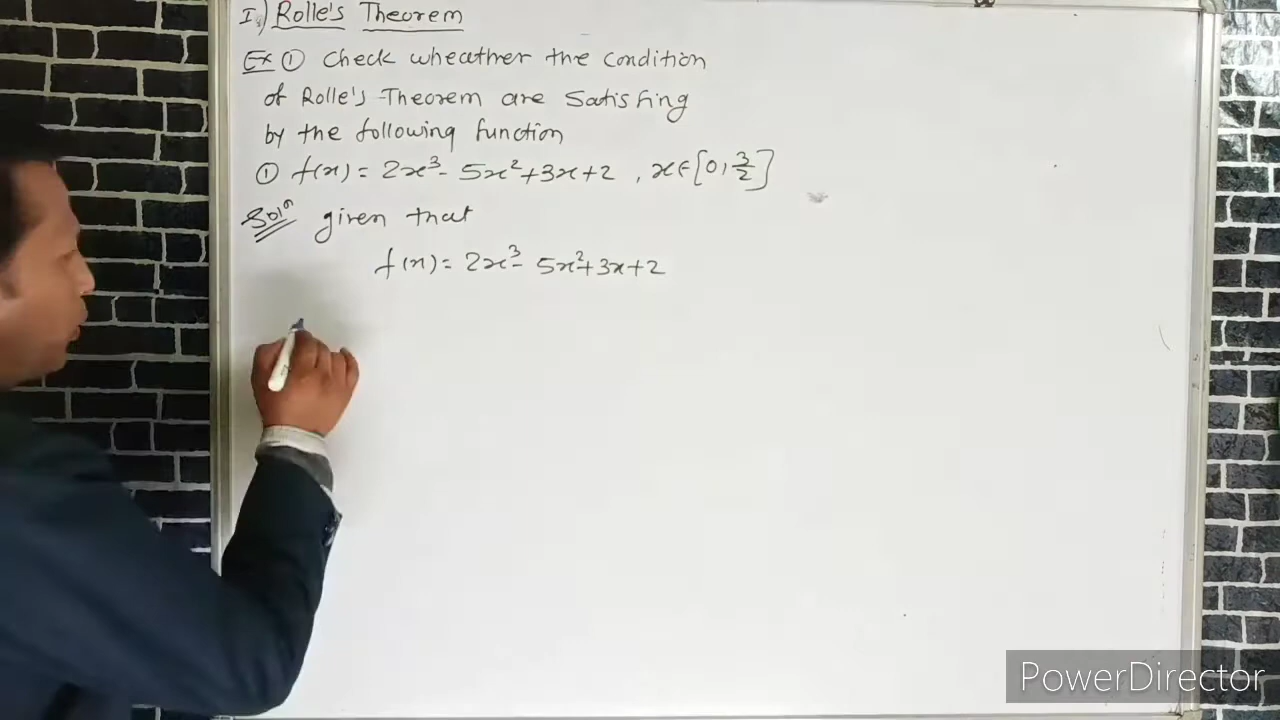 I.) Rolle's Theorem
Ex ① Check wheather the condition
of Rolle's Theorem are Satisfing
by the following function
① f(x) = 2x³ - 5x² + 3x + 2 , x ∈ [0, 3/2]
Solⁿ given that
f(x) = 2x³ - 5x² + 3x + 2
PowerDirector